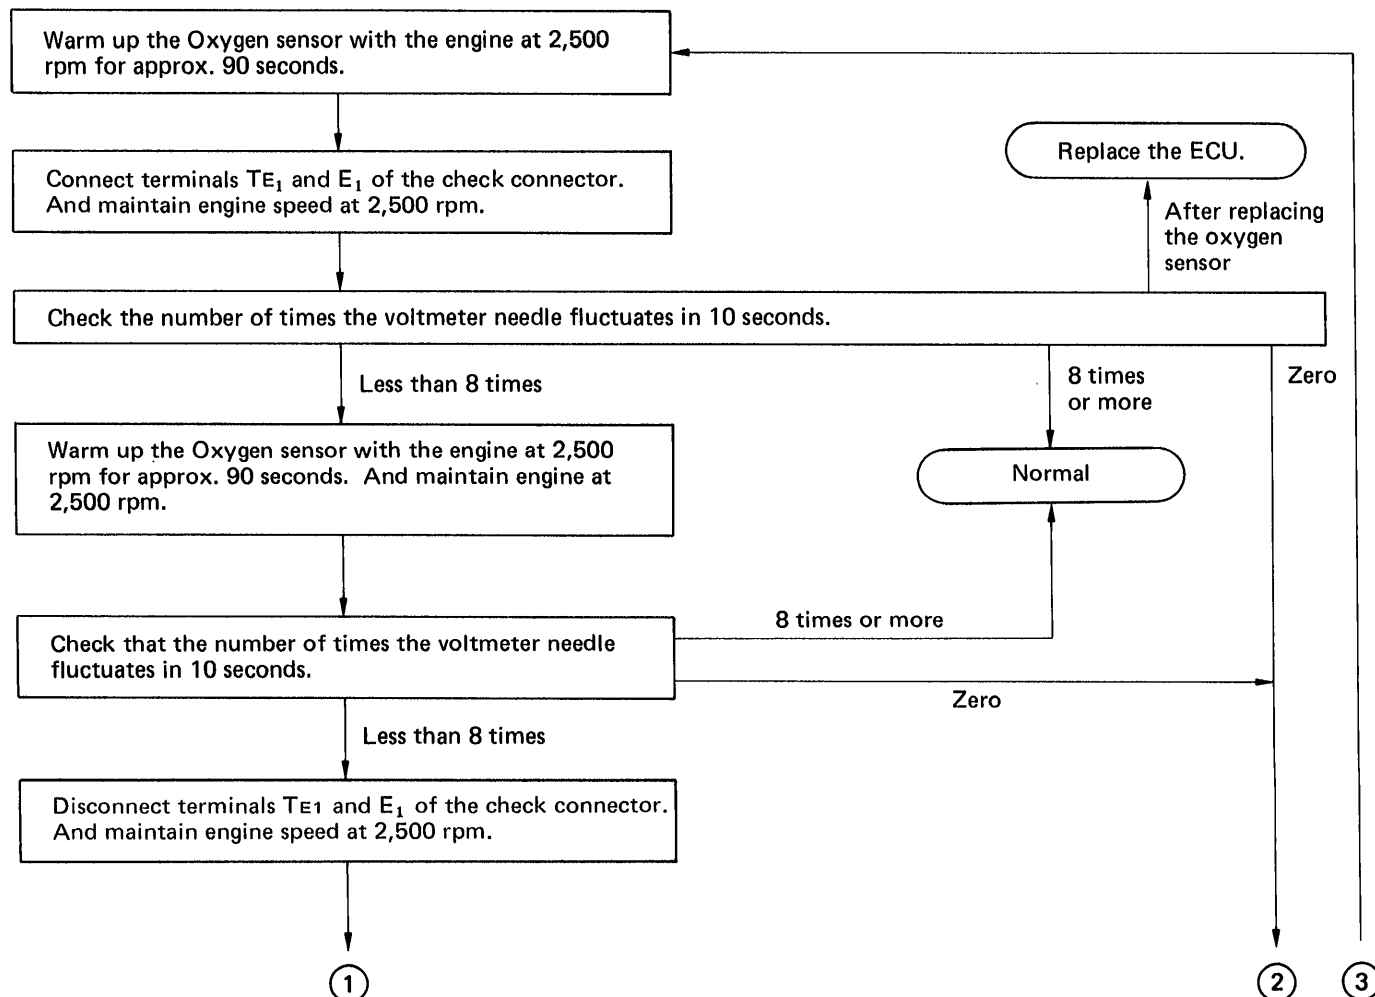 Warm up the Oxygen sensor with the engine at 2,500
rpm for approx. 90 seconds.
Replace the ECU.
Connect terminals TE₁ and E₁ of the check connector.
And maintain engine speed at 2,500 rpm.
After replacing
the oxygen
sensor
Check the number of times the voltmeter needle fluctuates in 10 seconds.
Less than 8 times
8 times
or more
Zero
Warm up the Oxygen sensor with the engine at 2,500
rpm for approx. 90 seconds. And maintain engine at
2,500 rpm.
Normal
8 times or more
Check that the number of times the voltmeter needle
fluctuates in 10 seconds.
Zero
Less than 8 times
Disconnect terminals TE1 and E₁ of the check connector.
And maintain engine speed at 2,500 rpm.
1
2
3